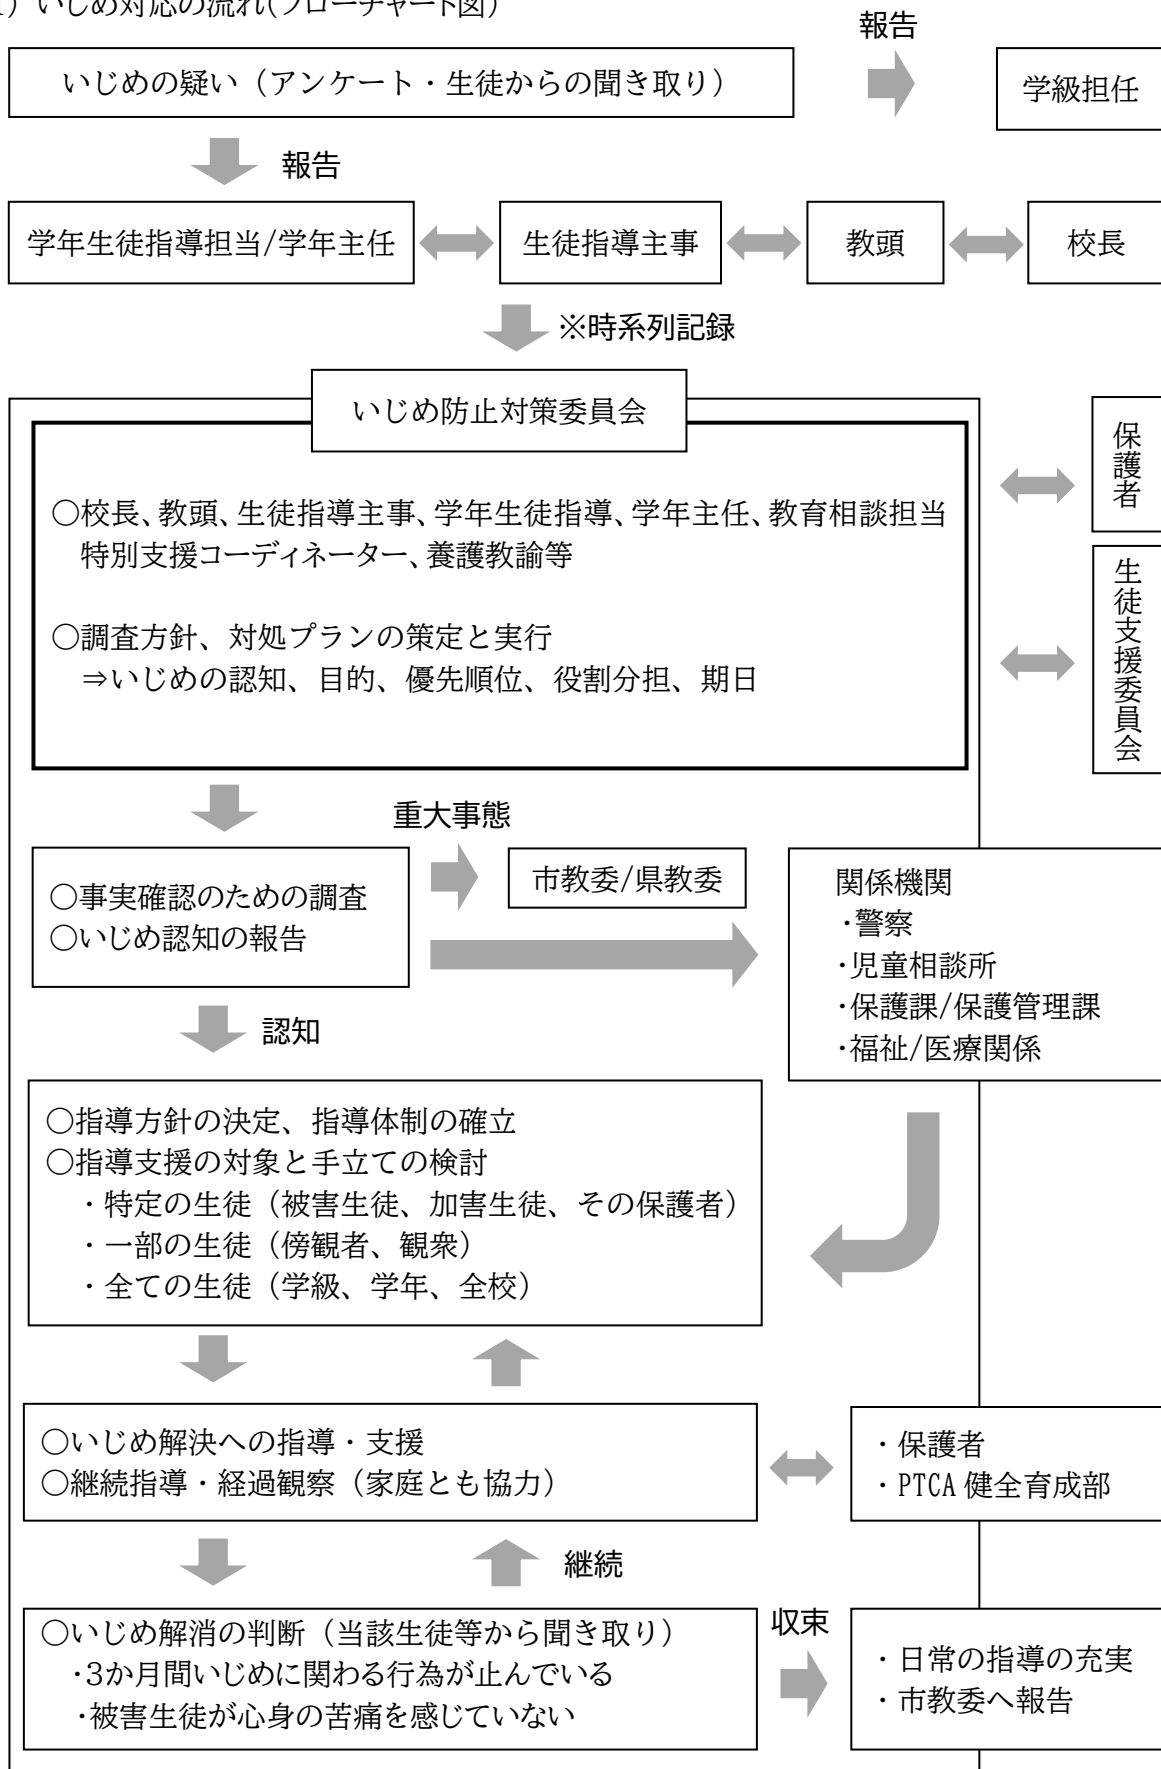 ）いじめ対応の流れ(フローチャート図)
報告
いじめの疑い（アンケート・生徒からの聞き取り）
学級担任
報告
学年生徒指導担当/学年主任
生徒指導主事
教頭
校長
※時系列記録
いじめ防止対策委員会
保護者
○校長、教頭、生徒指導主事、学年生徒指導、学年主任、教育相談担当
特別支援コーディネーター、養護教諭等
生徒支援委員会
○調査方針、対処プランの策定と実行
⇒いじめの認知、目的、優先順位、役割分担、期日
重大事態
○事実確認のための調査
○いじめ認知の報告
市教委/県教委
関係機関
・警察
・児童相談所
・保護課/保護管理課
・福祉/医療関係
認知
○指導方針の決定、指導体制の確立
○指導支援の対象と手立ての検討
・特定の生徒（被害生徒、加害生徒、その保護者）
・一部の生徒（傍観者、観衆）
・全ての生徒（学級、学年、全校）
○いじめ解決への指導・支援
○継続指導・経過観察（家庭とも協力）
・保護者
・PTCA 健全育成部
継続
収束
○いじめ解消の判断（当該生徒等から聞き取り）
・3か月間いじめに関わる行為が止んでいる
・被害生徒が心身の苦痛を感じていない
・日常の指導の充実
・市教委へ報告